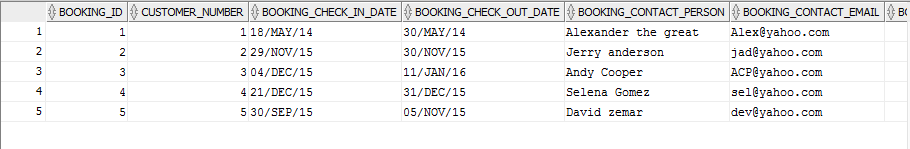 BOOKING_ID CUSTOMER_NUMBER BOOKING_CHECK_IN_DATE BOOKING_CHECK_OUT_DATE BOOKING_CONTACT_PERSON BOOKING_CONTACT_EMAIL BO
1 1 1 18/MAY/14 30/MAY/14 Alexander the great Alex@yahoo.com
2 2 2 29/NOV/15 30/NOV/15 Jerry anderson jad@yahoo.com
3 3 3 04/DEC/15 11/JAN/16 Andy Cooper ACP@yahoo.com
4 4 4 21/DEC/15 31/DEC/15 Selena Gomez sel@yahoo.com
5 5 5 30/SEP/15 05/NOV/15 David zemar dev@yahoo.com